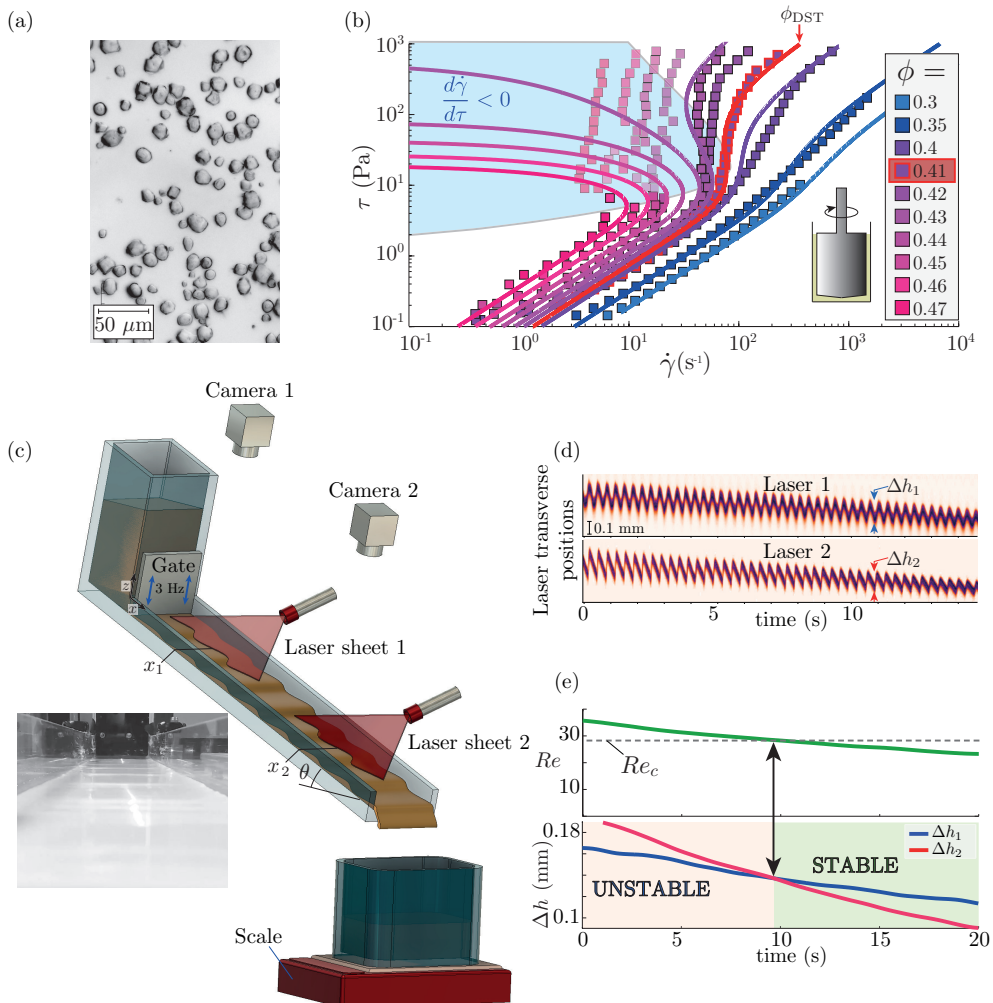 (a)
50 μm
(b)
ϕ_DST
10³
10²
10¹
10⁰
10⁻¹
τ (Pa)
dγ̇/dτ < 0
10⁻¹
10⁰
10¹
10²
10³
10⁴
γ̇(s⁻¹)
ϕ =
0.3
0.35
0.4
0.41
0.42
0.43
0.44
0.45
0.46
0.47
(c)
Camera 1
Camera 2
Gate
3 Hz
z
x
Laser sheet 1
x₁
Laser sheet 2
x₂
θ
Scale
(d)
Laser transverse
positions
Laser 1
Δh₁
0.1 mm
Laser 2
Δh₂
0
5
10
time (s)
(e)
30
Re
10
Re_c
0.18
Δh (mm)
0.1
Δh₁
Δh₂
UNSTABLE
STABLE
0
5
10
15
20
time (s)